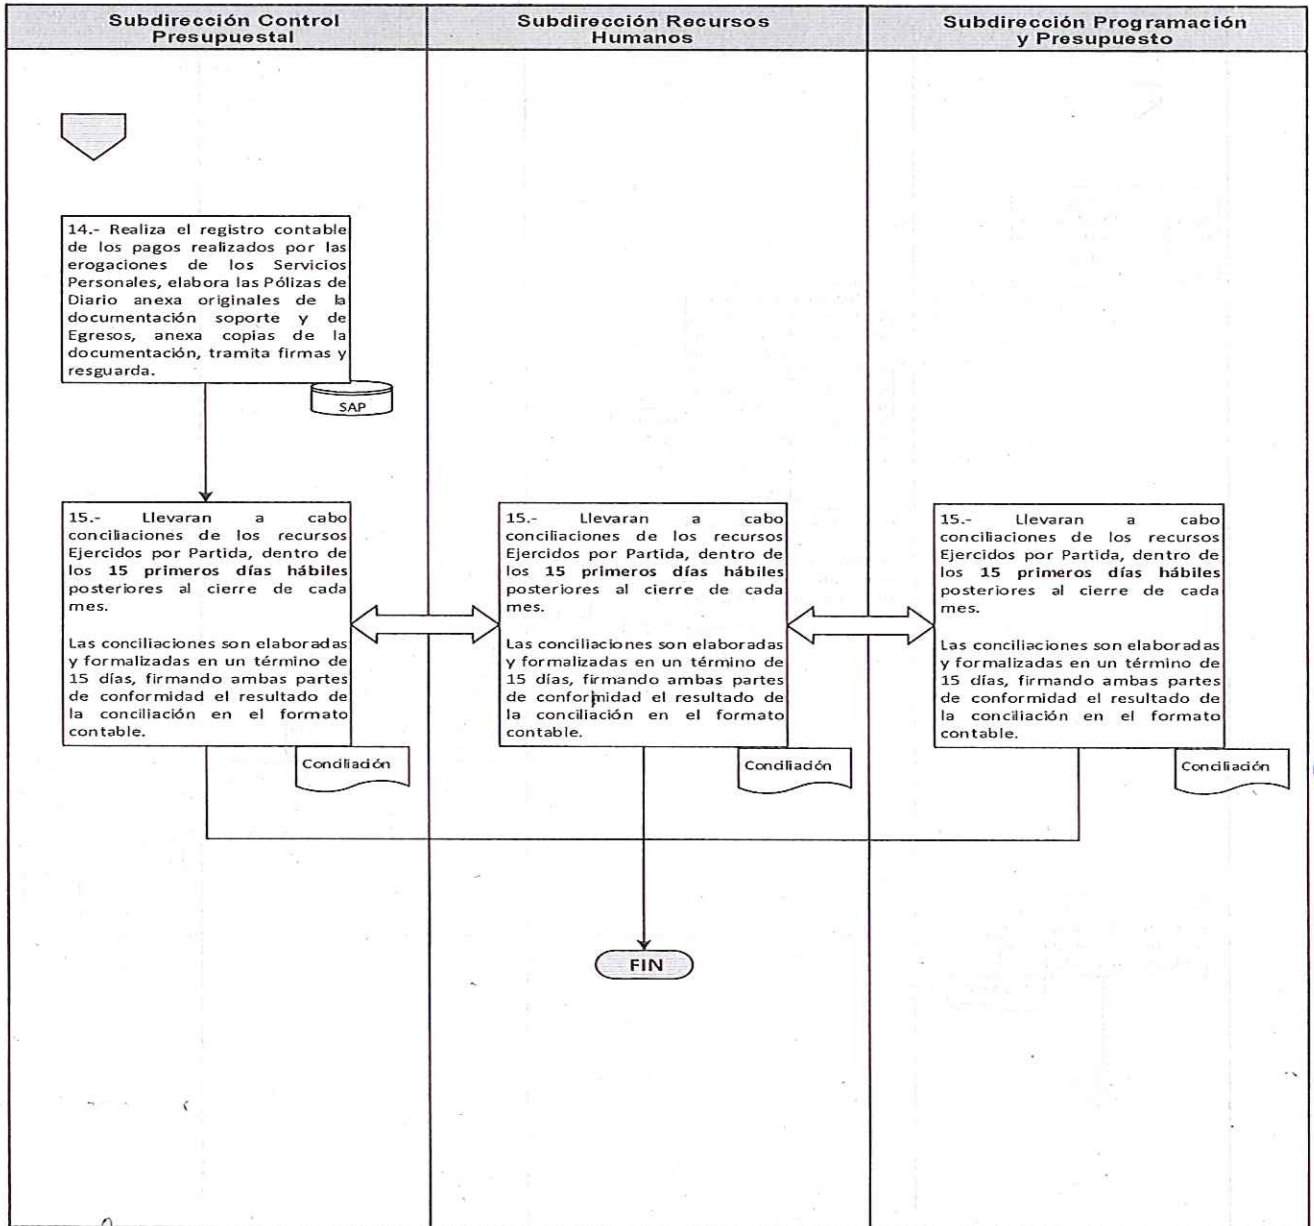 Subdirección Control
Presupuestal
Subdirección Recursos
Humanos
Subdirección Programación
y Presupuesto
14.- Realiza el registro contable
de los pagos realizados por las
erogaciones de los Servicios
Personales, elabora las Pólizas de
Diario anexa originales de la
documentación soporte y de
Egresos, anexa copias de la
documentación, tramita firmas y
resguarda.
SAP
15.- Llevaran a cabo
conciliaciones de los recursos
Ejercidos por Partida, dentro de
los 15 primeros días hábiles
posteriores al cierre de cada
mes.
Las conciliaciones son elaboradas
y formalizadas en un término de
15 días, firmando ambas partes
de conformidad el resultado de
la conciliación en el formato
contable.
Conciliación
15.- Llevaran a cabo
conciliaciones de los recursos
Ejercidos por Partida, dentro de
los 15 primeros días hábiles
posteriores al cierre de cada
mes.
Las conciliaciones son elaboradas
y formalizadas en un término de
15 días, firmando ambas partes
de conformidad el resultado de
la conciliación en el formato
contable.
Conciliación
15.- Llevaran a cabo
conciliaciones de los recursos
Ejercidos por Partida, dentro de
los 15 primeros días hábiles
posteriores al cierre de cada
mes.
Las conciliaciones son elaboradas
y formalizadas en un término de
15 días, firmando ambas partes
de conformidad el resultado de
la conciliación en el formato
contable.
Conciliación
FIN